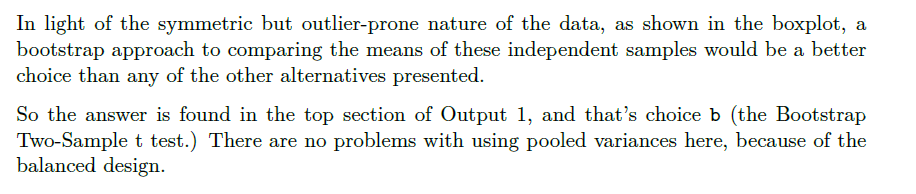 In light of the symmetric but outlier-prone nature of the data, as shown in the boxplot, a
bootstrap approach to comparing the means of these independent samples would be a better
choice than any of the other alternatives presented.
So the answer is found in the top section of Output 1, and that's choice b (the Bootstrap
Two-Sample t test.) There are no problems with using pooled variances here, because of the
balanced design.